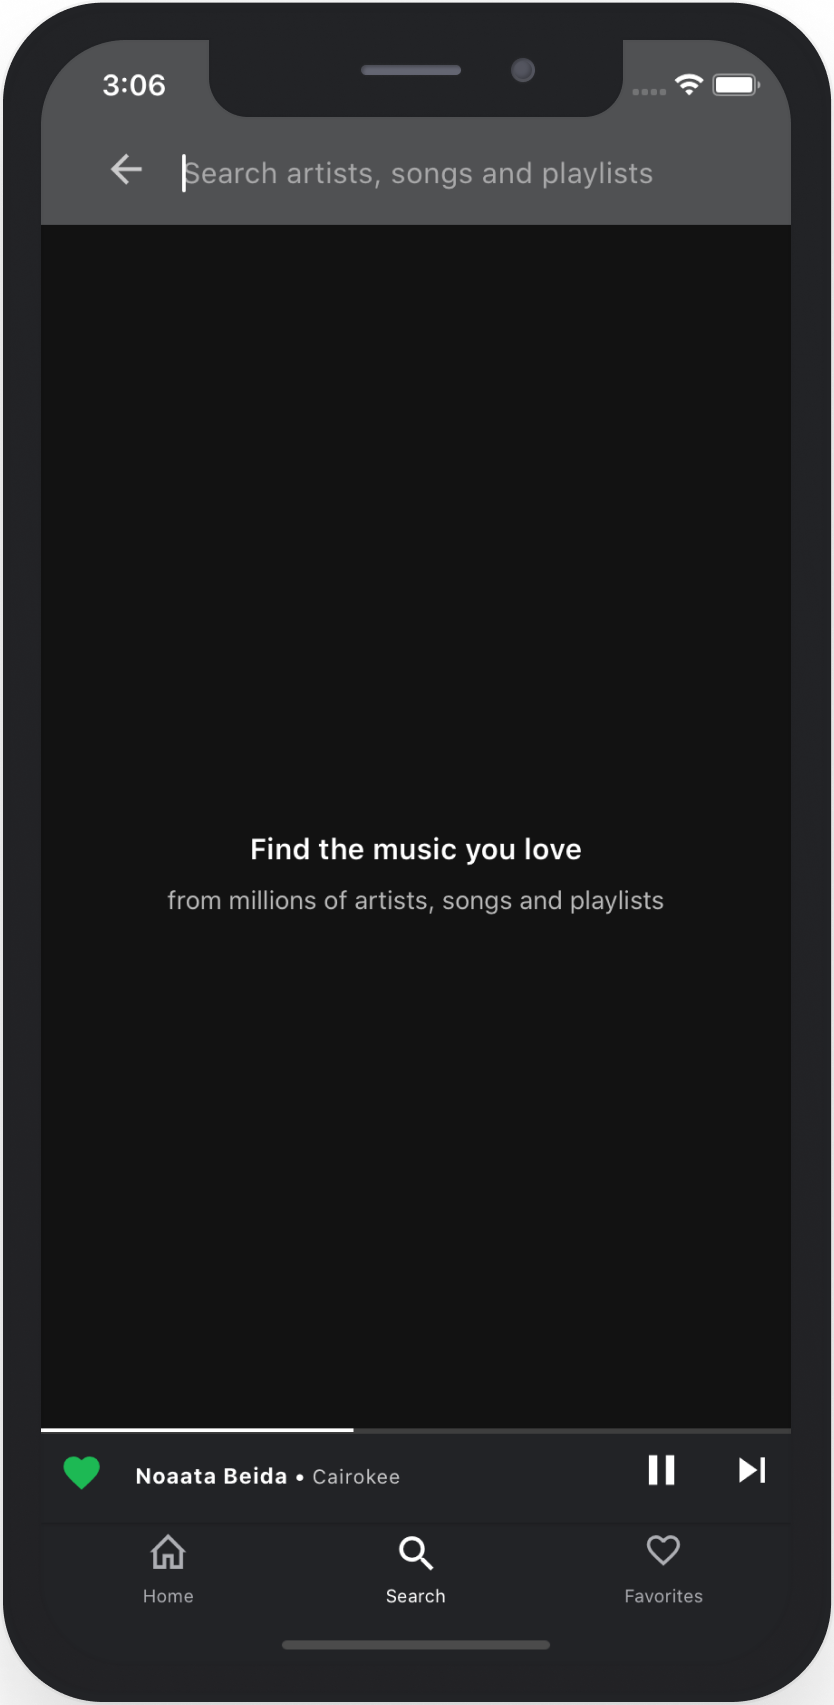 3:06
Search artists, songs and playlists
Find the music you love
from millions of artists, songs and playlists
Noaata Beida • Cairokee
Home Search Favorites